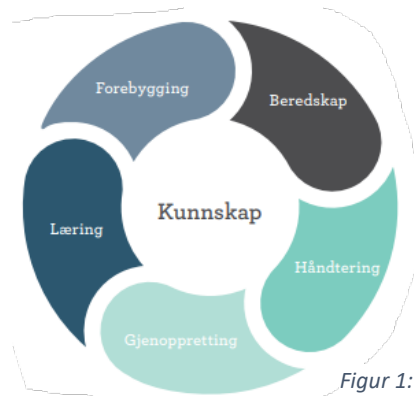 Forebygging
Beredskap
Kunnskap
Læring
Håndtering
Gjenoppretting
Figur 1: